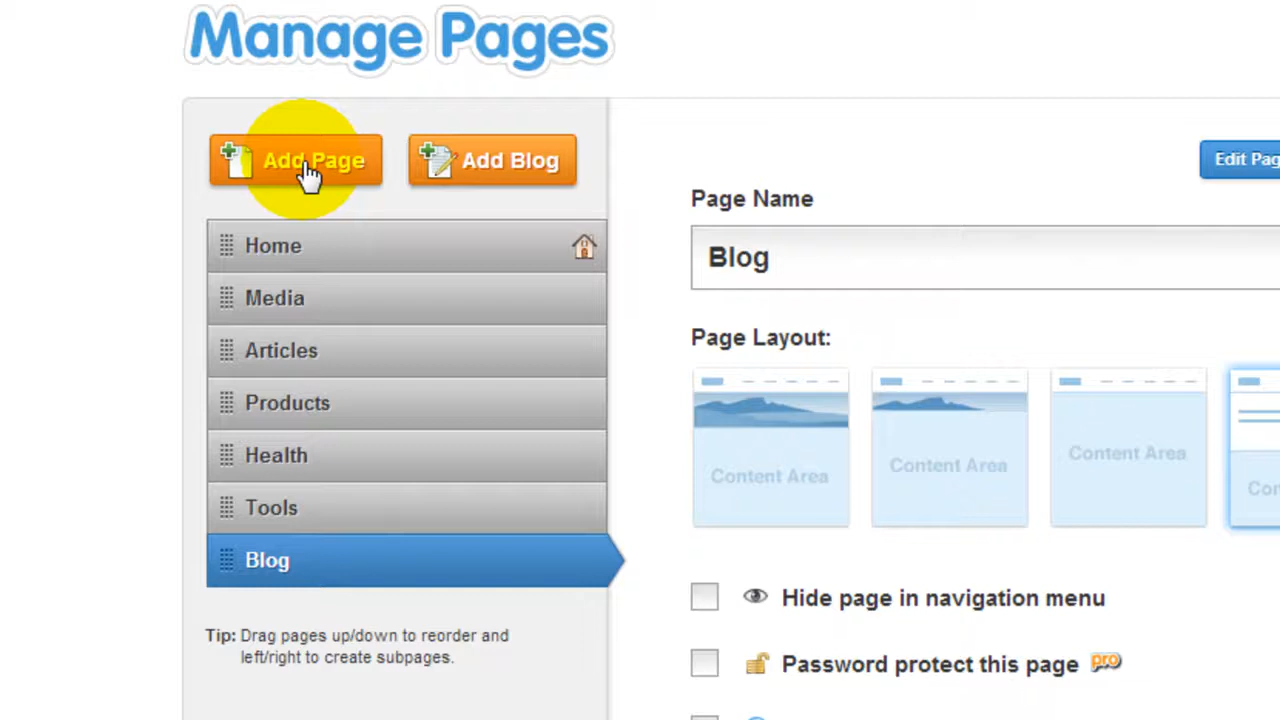 Manage Pages
Add Page
Add Blog
Edit Pag
Home
Media
Articles
Products
Health
Tools
Blog
Tip: Drag pages up/down to reorder and
left/right to create subpages.
Page Name
Blog
Page Layout:
Content Area
Content Area
Content Area
Con
Hide page in navigation menu
Password protect this page pro